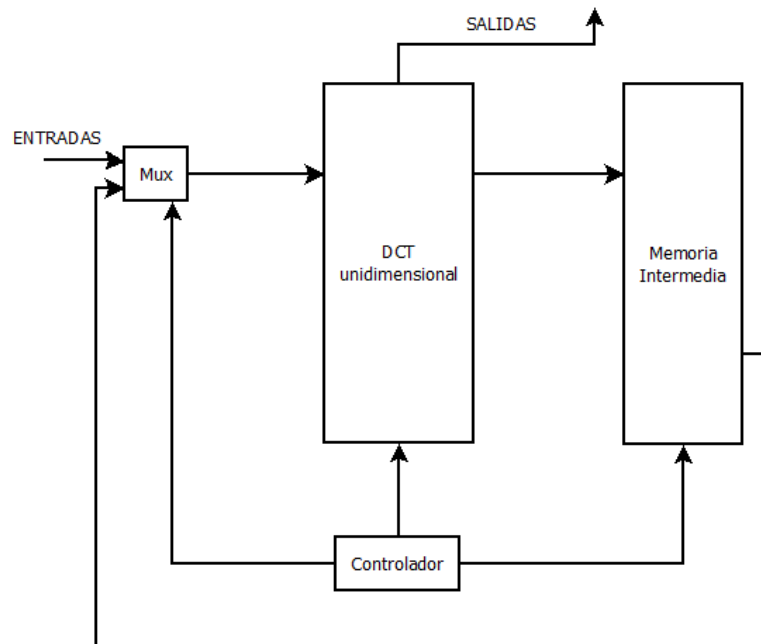 SALIDAS
ENTRADAS
Mux
DCT
unidimensional
Memoria
Intermedia
Controlador